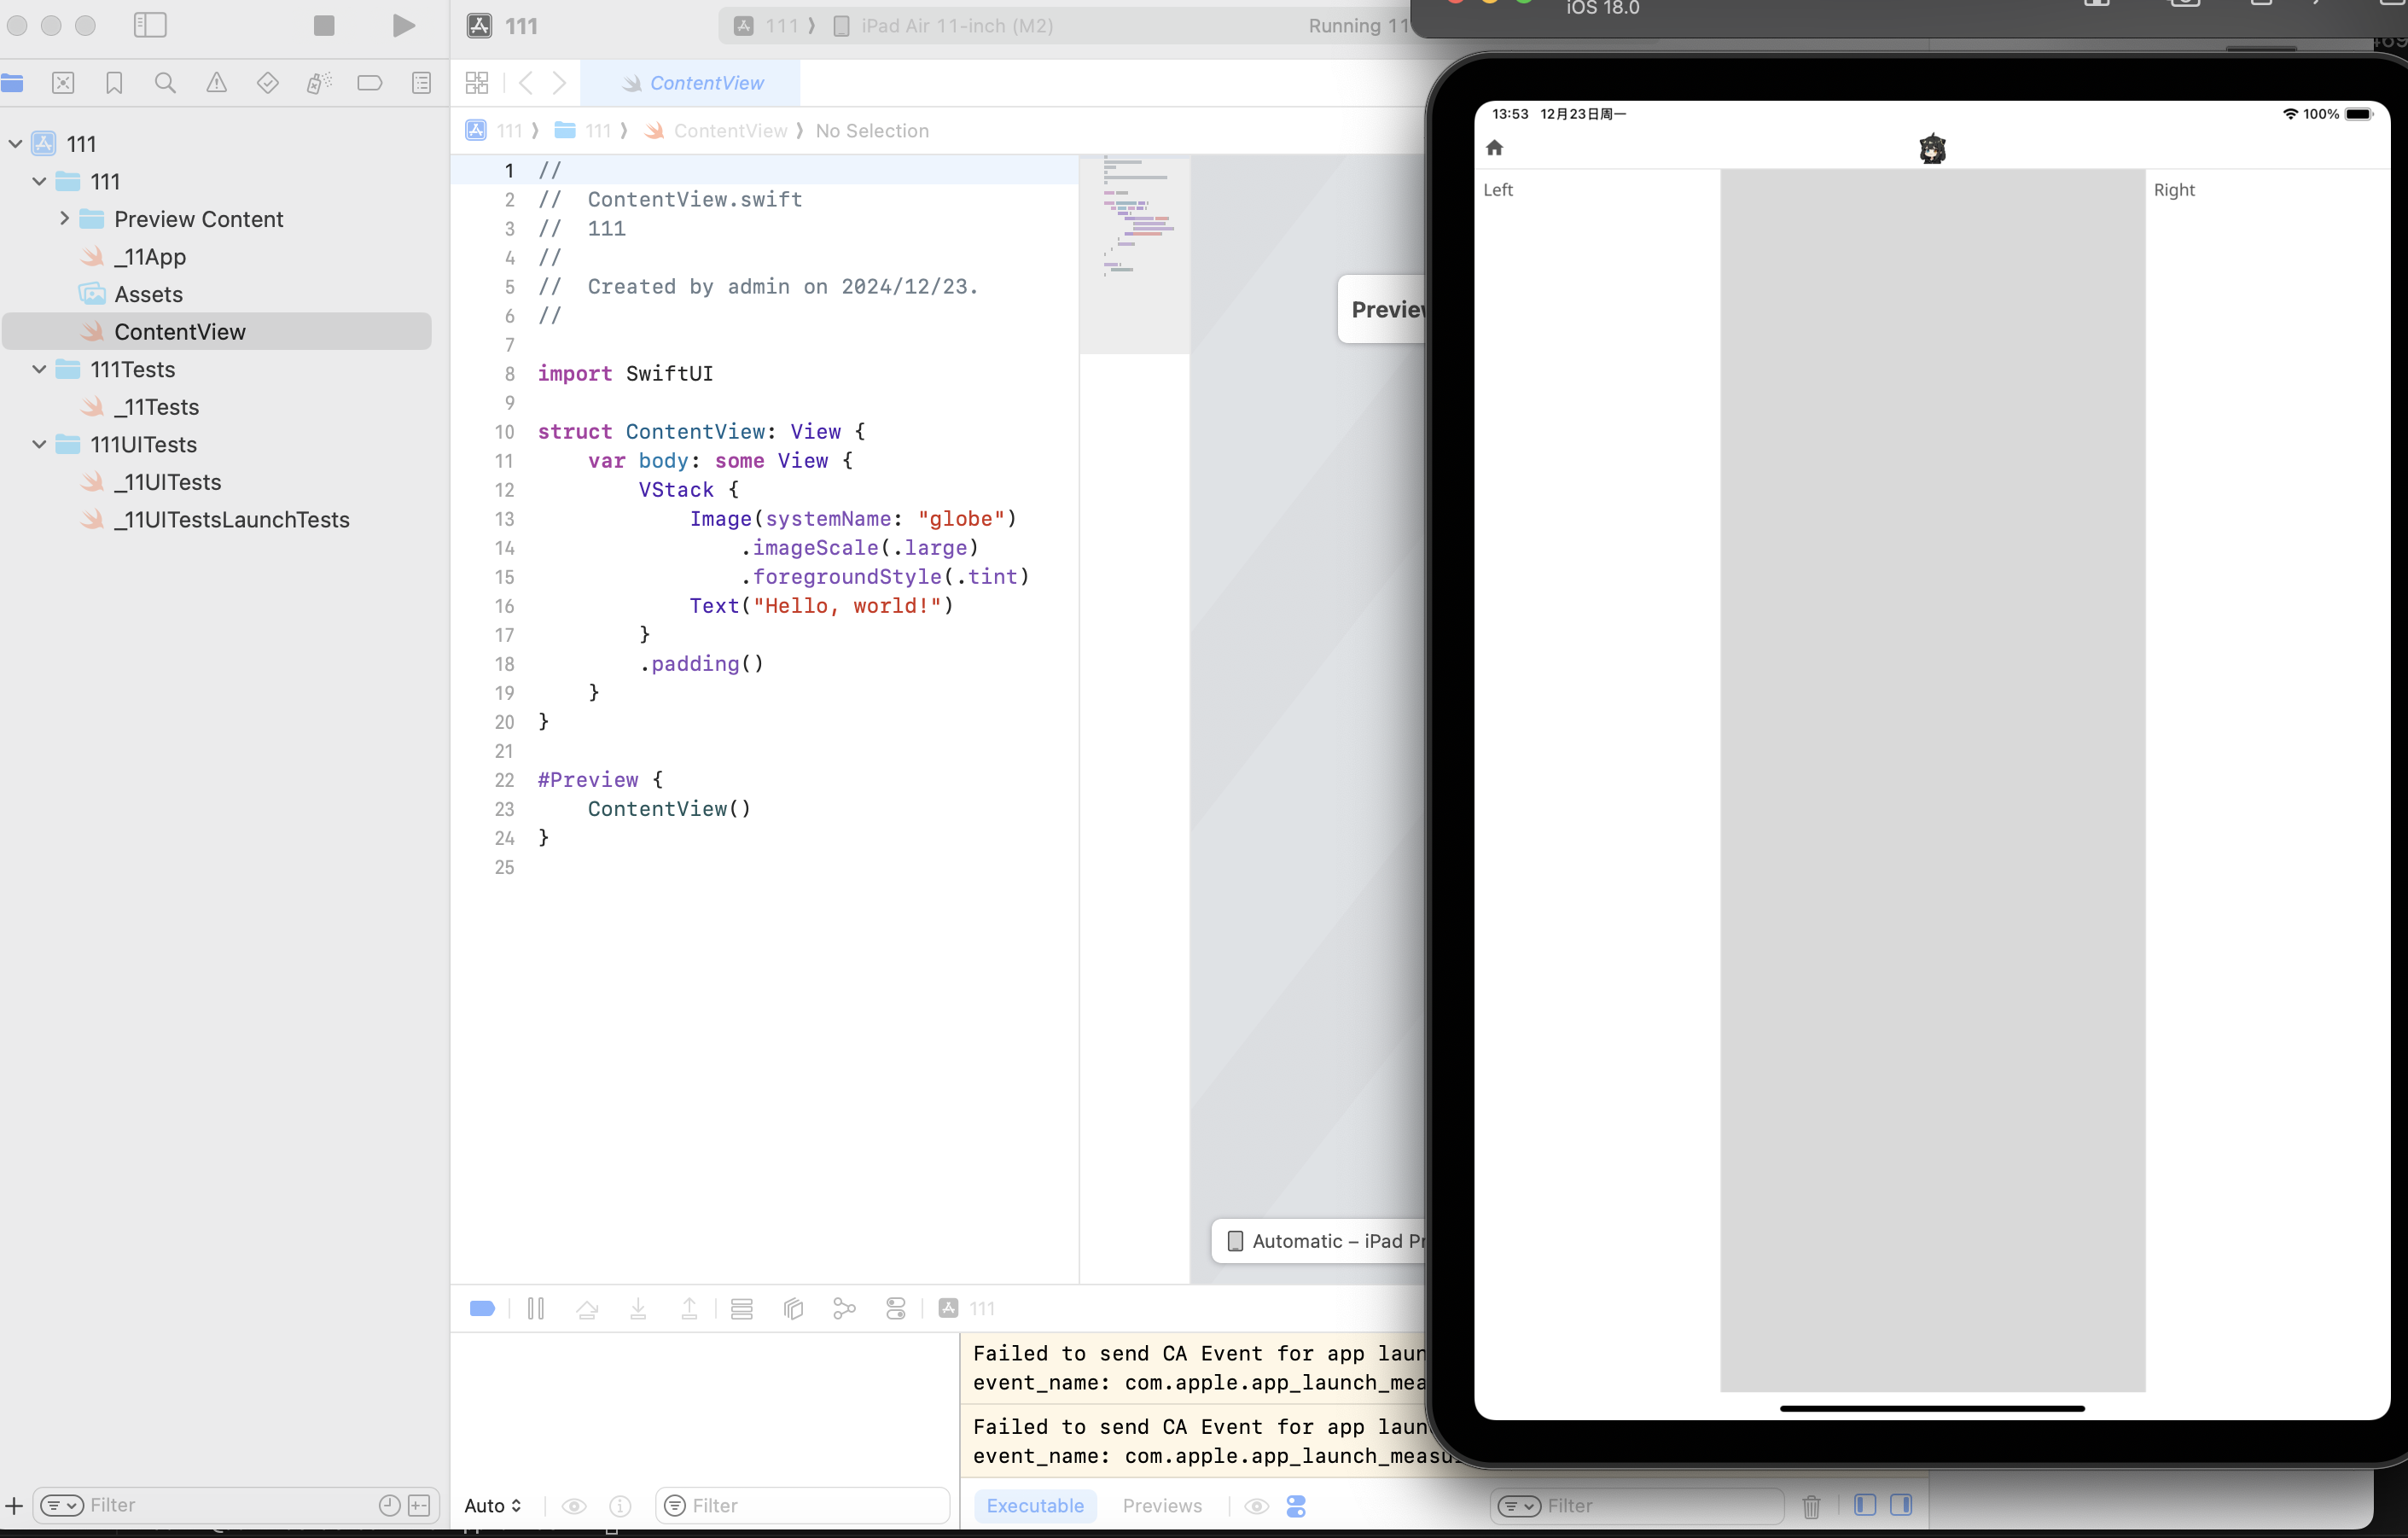 111
111 ⟩ iPad Air 11-inch (M2)
Running 11
iOS 18.0
ContentView
111 ⟩ 111 ⟩ ContentView ⟩ No Selection
111
111
Preview Content
_11App
Assets
ContentView
111Tests
_11Tests
111UITests
_11UITests
_11UITestsLaunchTests
1 //
2 //  ContentView.swift
3 //  111
4 //
5 //  Created by admin on 2024/12/23.
6 //
7
8 import SwiftUI
9
10 struct ContentView: View {
11     var body: some View {
12         VStack {
13             Image(systemName: "globe")
14                 .imageScale(.large)
15                 .foregroundStyle(.tint)
16             Text("Hello, world!")
17         }
18         .padding()
19     }
20 }
21
22 #Preview {
23     ContentView()
24 }
25
Preview
Automatic – iPad Pr
13:53 12月23日周一
100%
Left
Right
111
Failed to send CA Event for app laun
event_name: com.apple.app_launch_mea
Failed to send CA Event for app laun
event_name: com.apple.app_launch_measu
Filter
Auto
Filter
Executable
Previews
Filter